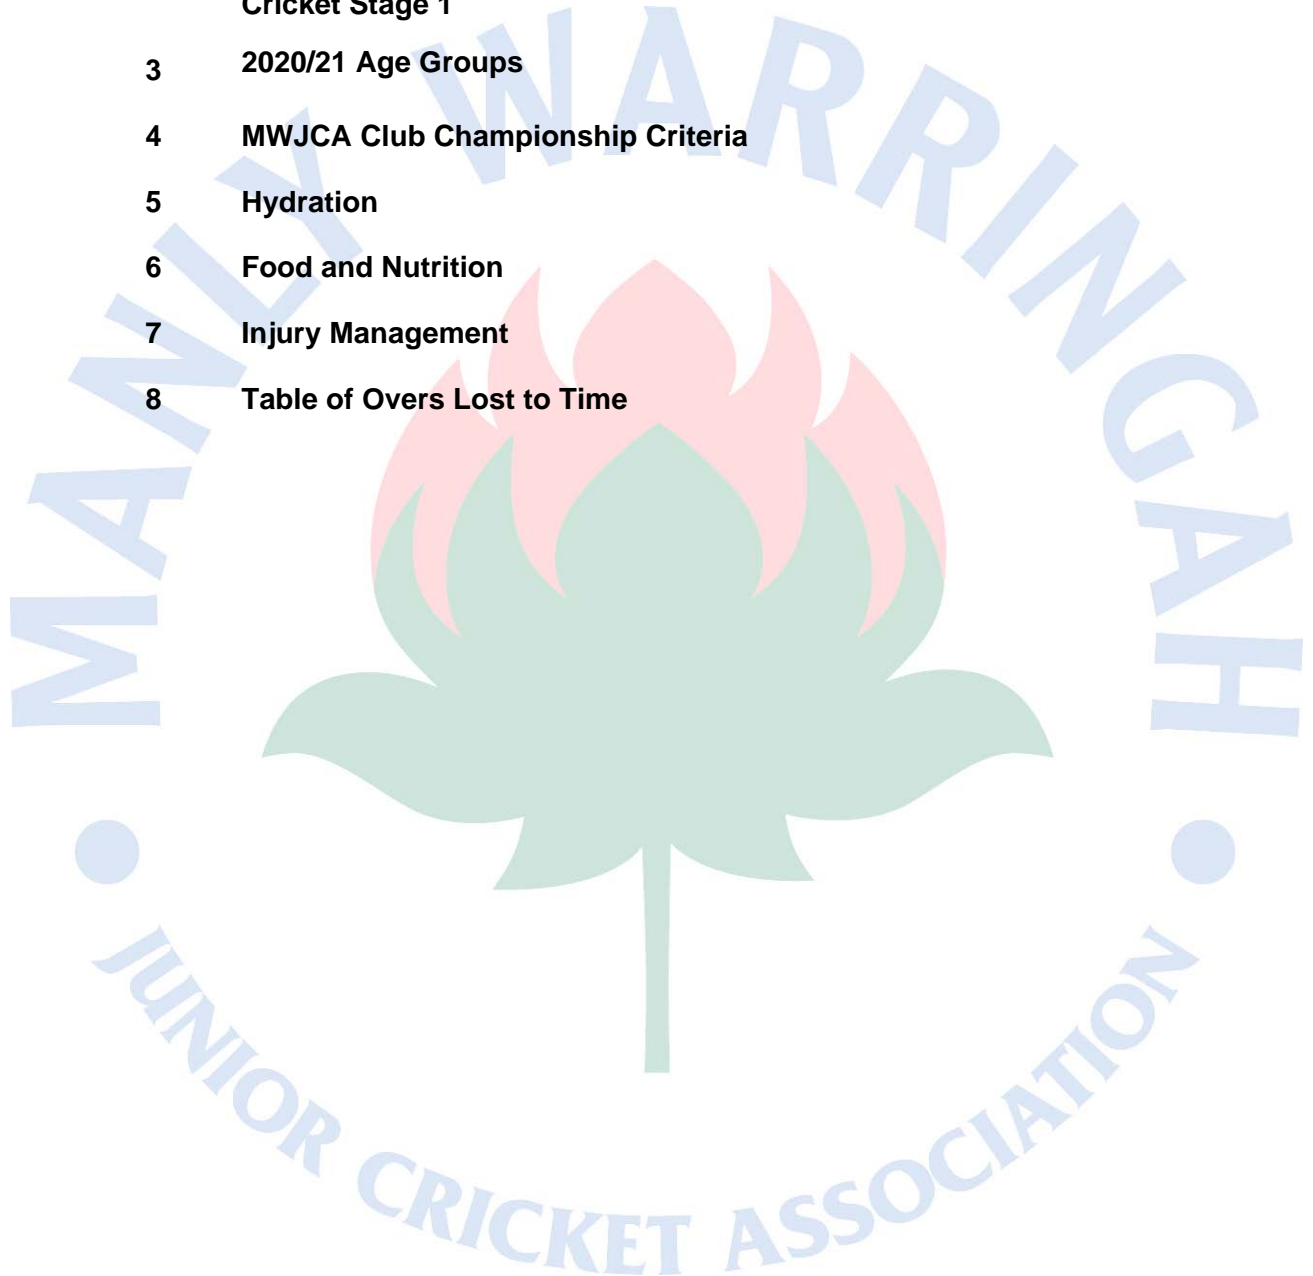 Cricket Stage 1
3 2020/21 Age Groups
4 MWJCA Club Championship Criteria
5 Hydration
6 Food and Nutrition
7 Injury Management
8 Table of Overs Lost to Time
MANLY WARRINGAH
JUNIOR CRICKET ASSOCIATION